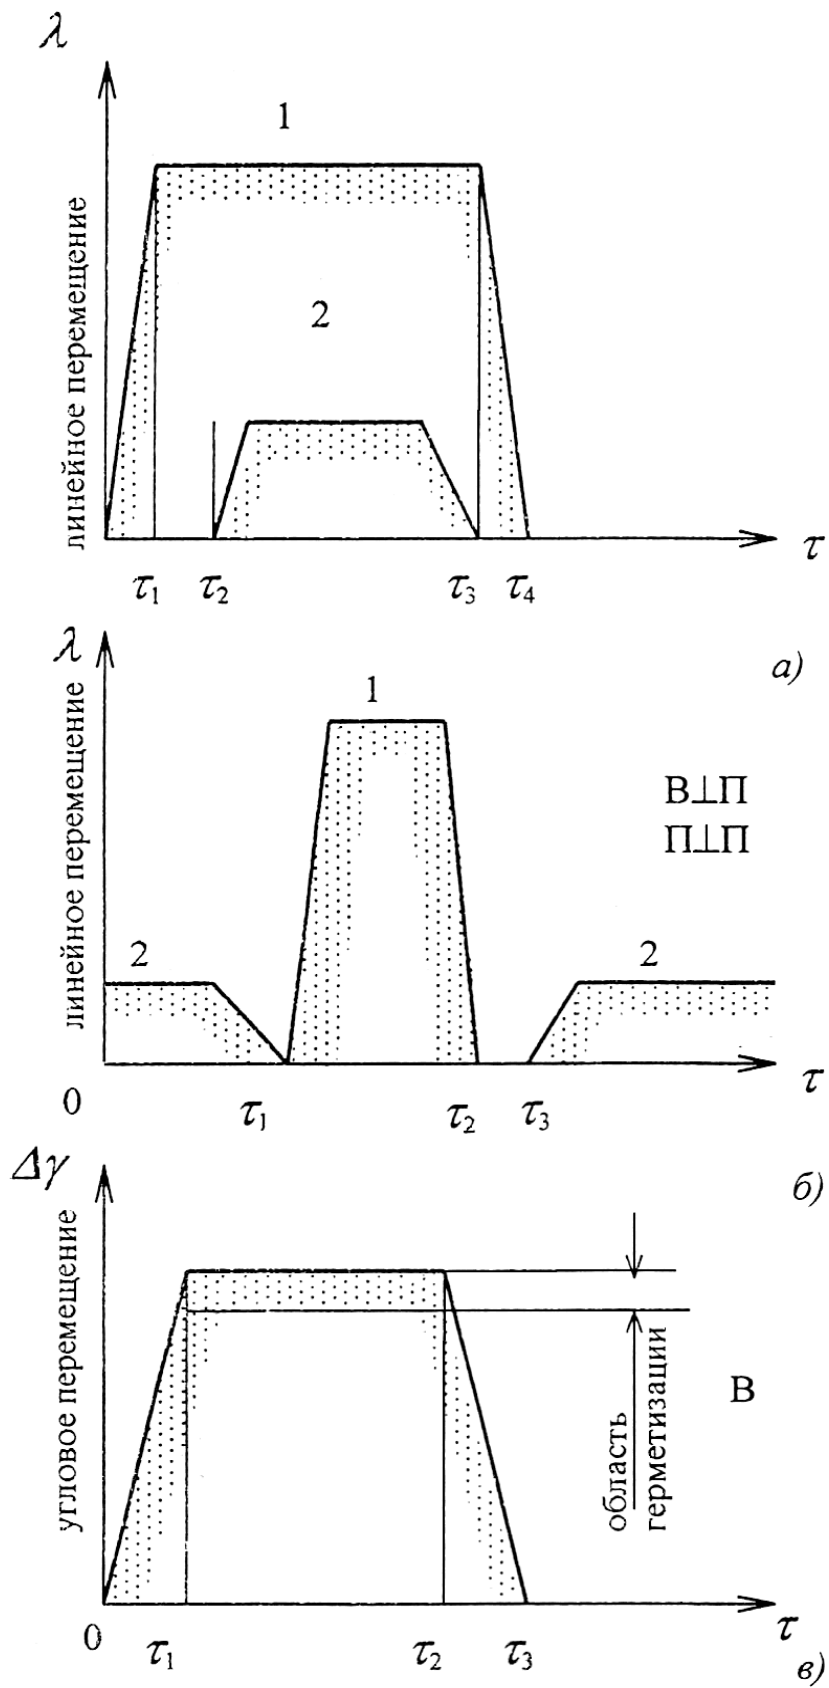 λ
линейное перемещение
1
2
τ
τ₁ τ₂ τ₃ τ₄
а)
λ
линейное перемещение
1
В⊥П
П⊥П
2
2
τ
0
τ₁ τ₂ τ₃
б)
Δγ
угловое перемещение
область
герметизации
В
τ
0
τ₁ τ₂ τ₃
в)